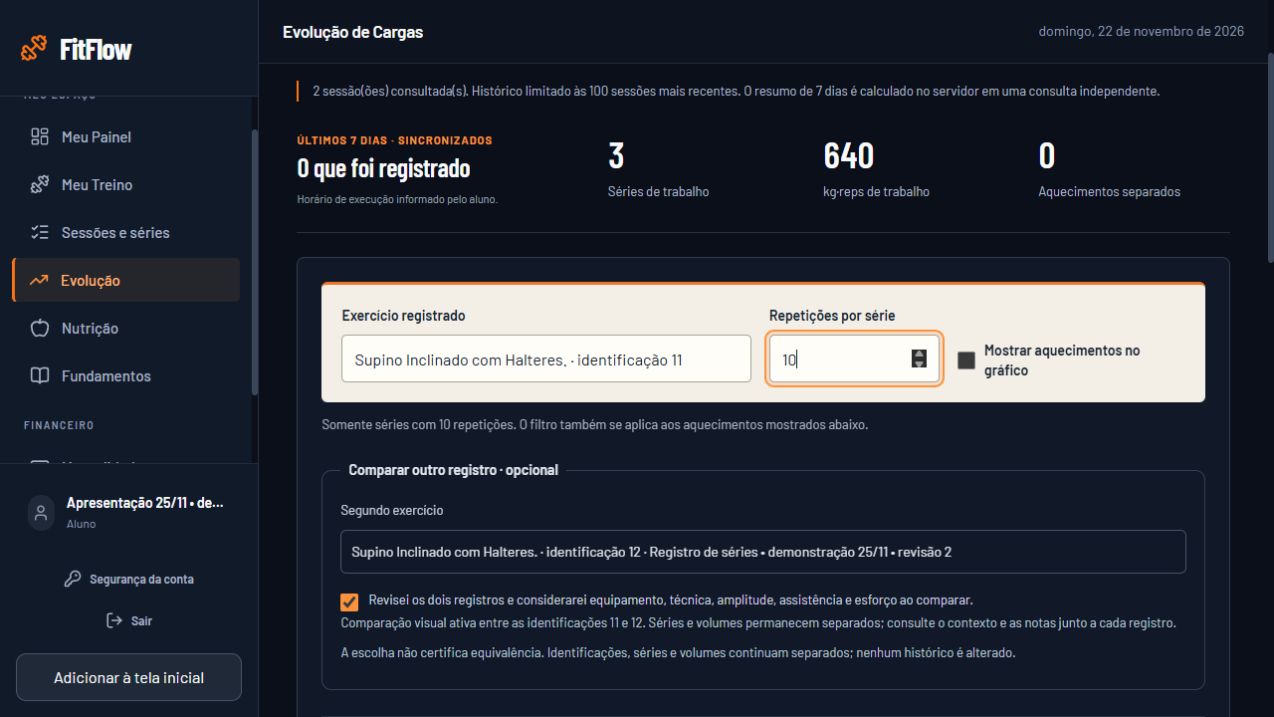 FitFlow
Evolução de Cargas
domingo, 22 de novembro de 2026
Meu Painel
Meu Treino
Sessões e séries
Evolução
Nutrição
Fundamentos
FINANCEIRO
Apresentação 25/11 • de...
Aluno
Segurança da conta
Sair
Adicionar à tela inicial
2 sessão(ões) consultada(s). Histórico limitado às 100 sessões mais recentes. O resumo de 7 dias é calculado no servidor em uma consulta independente.
ÚLTIMOS 7 DIAS · SINCRONIZADOS
O que foi registrado
Horário de execução informado pelo aluno.
3
Séries de trabalho
640
kg·reps de trabalho
0
Aquecimentos separados
Exercício registrado
Supino Inclinado com Halteres. · identificação 11
Repetições por série
10
Mostrar aquecimentos no
gráfico
Somente séries com 10 repetições. O filtro também se aplica aos aquecimentos mostrados abaixo.
Comparar outro registro · opcional
Segundo exercício
Supino Inclinado com Halteres. · identificação 12 · Registro de séries • demonstração 25/11 • revisão 2
Revisei os dois registros e considerarei equipamento, técnica, amplitude, assistência e esforço ao comparar.
Comparação visual ativa entre as identificações 11 e 12. Séries e volumes permanecem separados; consulte o contexto e as notas junto a cada registro.
A escolha não certifica equivalência. Identificações, séries e volumes continuam separados; nenhum histórico é alterado.